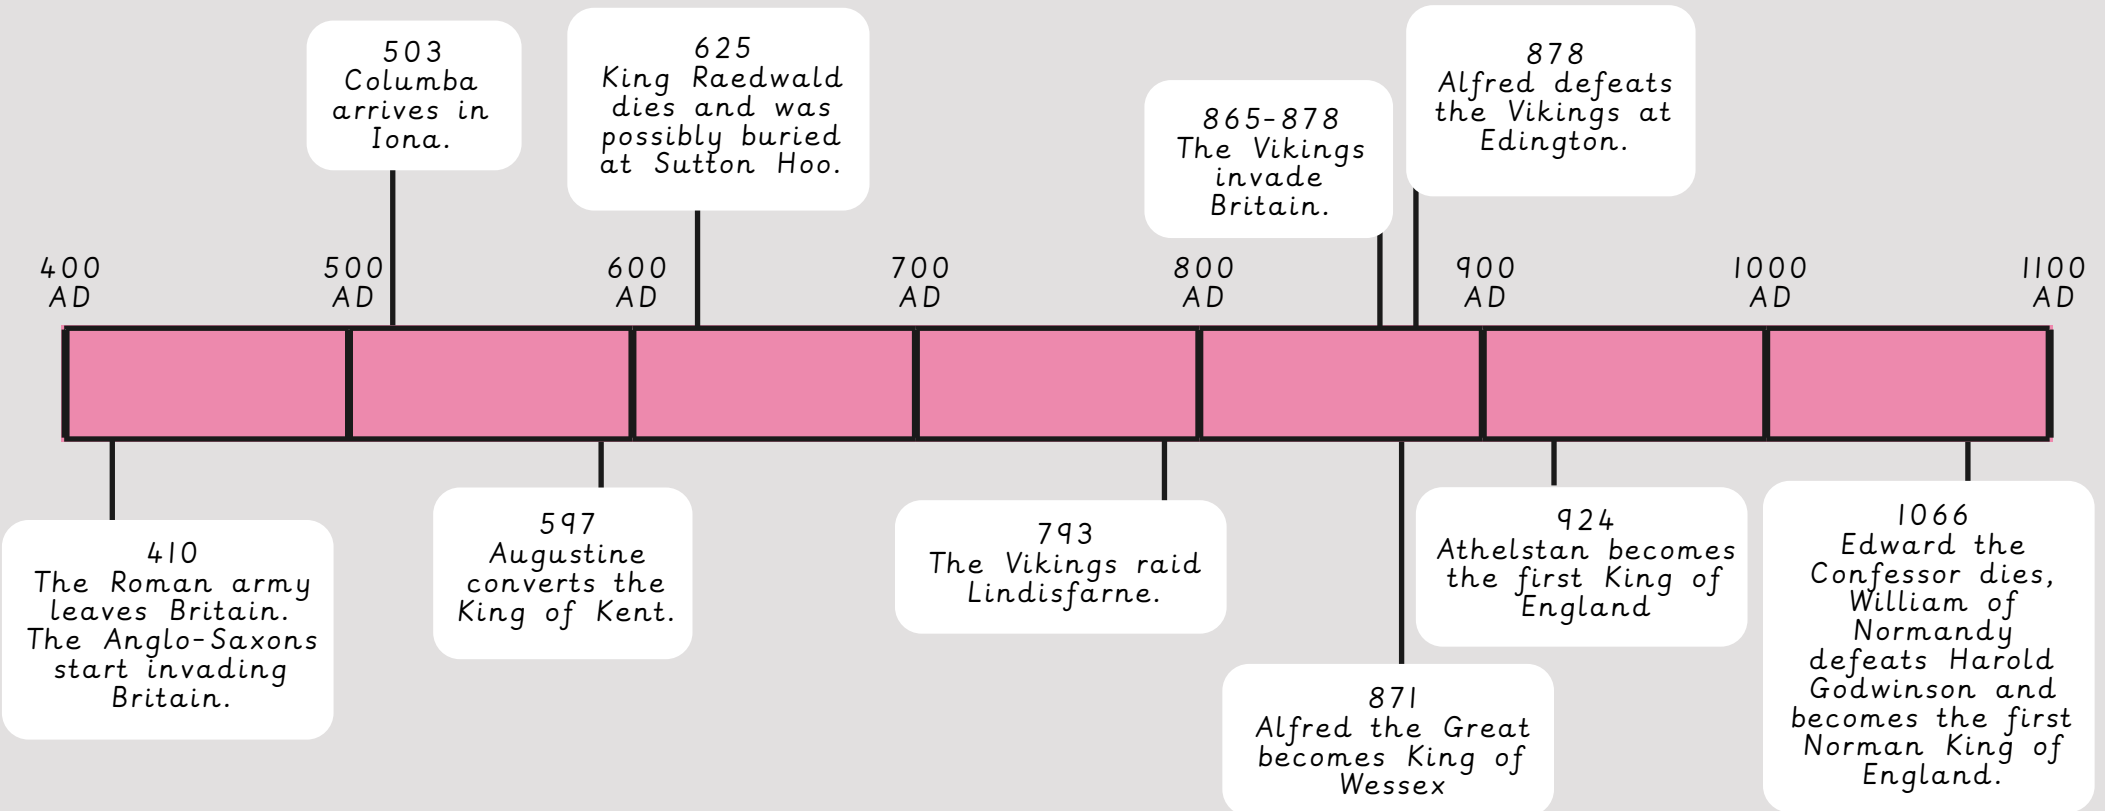 503
Columba
arrives in
Iona.
625
King Raedwald
dies and was
possibly buried
at Sutton Hoo.
865-878
The Vikings
invade
Britain.
878
Alfred defeats
the Vikings at
Edington.
400
AD
500
AD
600
AD
700
AD
800
AD
900
AD
1000
AD
1100
AD
410
The Roman army
leaves Britain.
The Anglo-Saxons
start invading
Britain.
597
Augustine
converts the
King of Kent.
793
The Vikings raid
Lindisfarne.
871
Alfred the Great
becomes King of
Wessex
924
Athelstan becomes
the first King of
England
1066
Edward the
Confessor dies,
William of
Normandy
defeats Harold
Godwinson and
becomes the first
Norman King of
England.